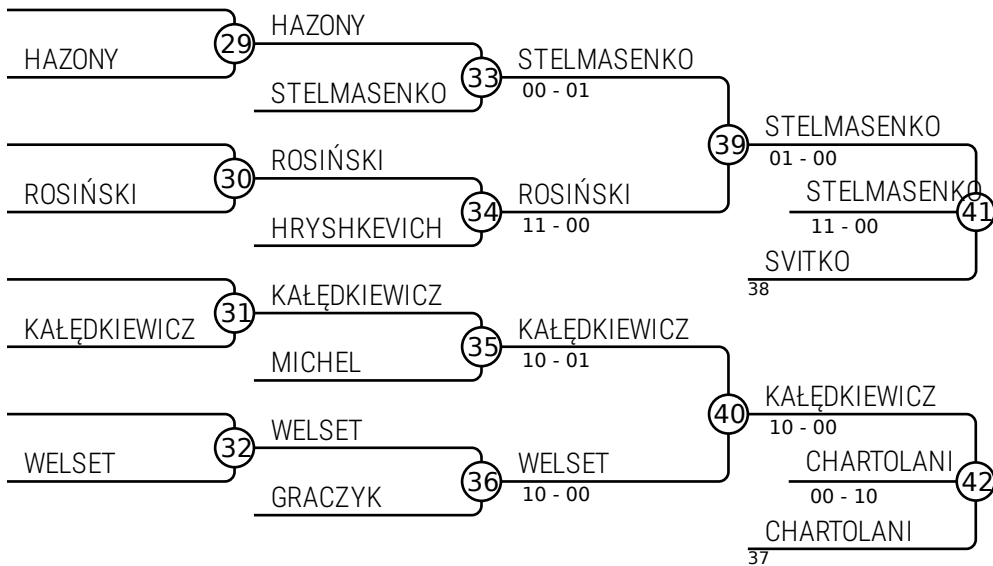 HAZONY
29
HAZONY
STELMASENKO
33
STELMASENKO
00 - 01
ROSIŃSKI
30
ROSIŃSKI
HRYSHKEVICH
34
ROSIŃSKI
11 - 00
39
STELMASENKO
01 - 00
STELMASENKO
11 - 00
41
SVITKO
38
KAŁĘDKIEWICZ
31
KAŁĘDKIEWICZ
MICHEL
35
KAŁĘDKIEWICZ
10 - 01
WELSET
32
WELSET
GRACZYK
36
WELSET
10 - 00
40
KAŁĘDKIEWICZ
10 - 00
CHARTOLANI
00 - 10
42
CHARTOLANI
37